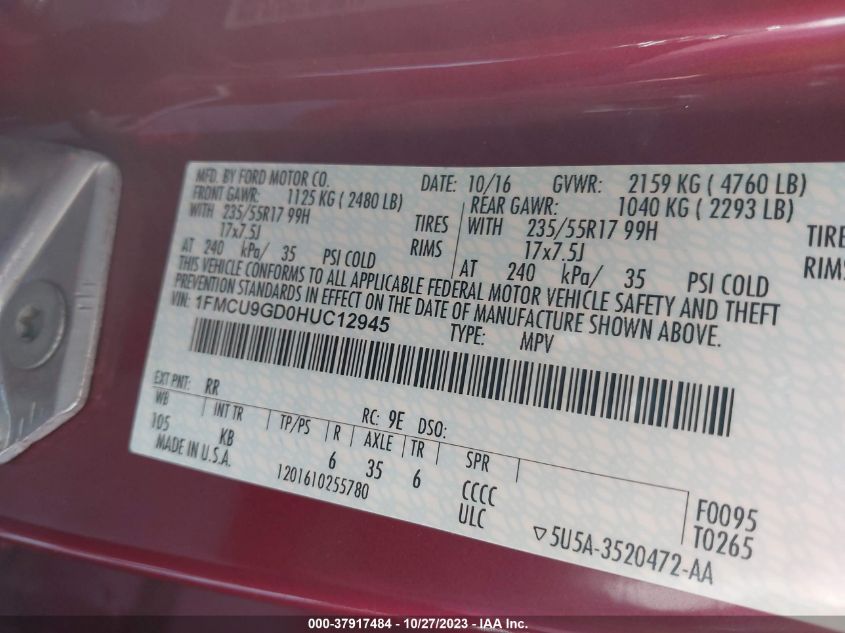 MFD. BY FORD MOTOR CO.
DATE: 10/16 GVWR: 2159 KG ( 4760 LB)
FRONT GAWR: 1125 KG ( 2480 LB) REAR GAWR: 1040 KG ( 2293 LB)
WITH 235/55R17 99H TIRES WITH 235/55R17 99H TIRE
17x7.5J RIMS 17x7.5J RIMS
AT 240 kPa/ 35 PSI COLD AT 240 kPa/ 35 PSI COLD
THIS VEHICLE CONFORMS TO ALL APPLICABLE FEDERAL MOTOR VEHICLE SAFETY AND THEFT
PREVENTION STANDARDS IN EFFECT ON THE DATE OF MANUFACTURE SHOWN ABOVE.
VIN: 1FMCU9GD0HUC12945 TYPE: MPV
EXT PNT: RR RC: 9E DSO:
WB INT TR TP/PS R AXLE TR SPR
105 KB 6 35 6 CCCC F0095
MADE IN U.S.A. 1201610255780 ULC T0265
▽5U5A-3520472-AA
000-37917484 - 10/27/2023 - IAA Inc.